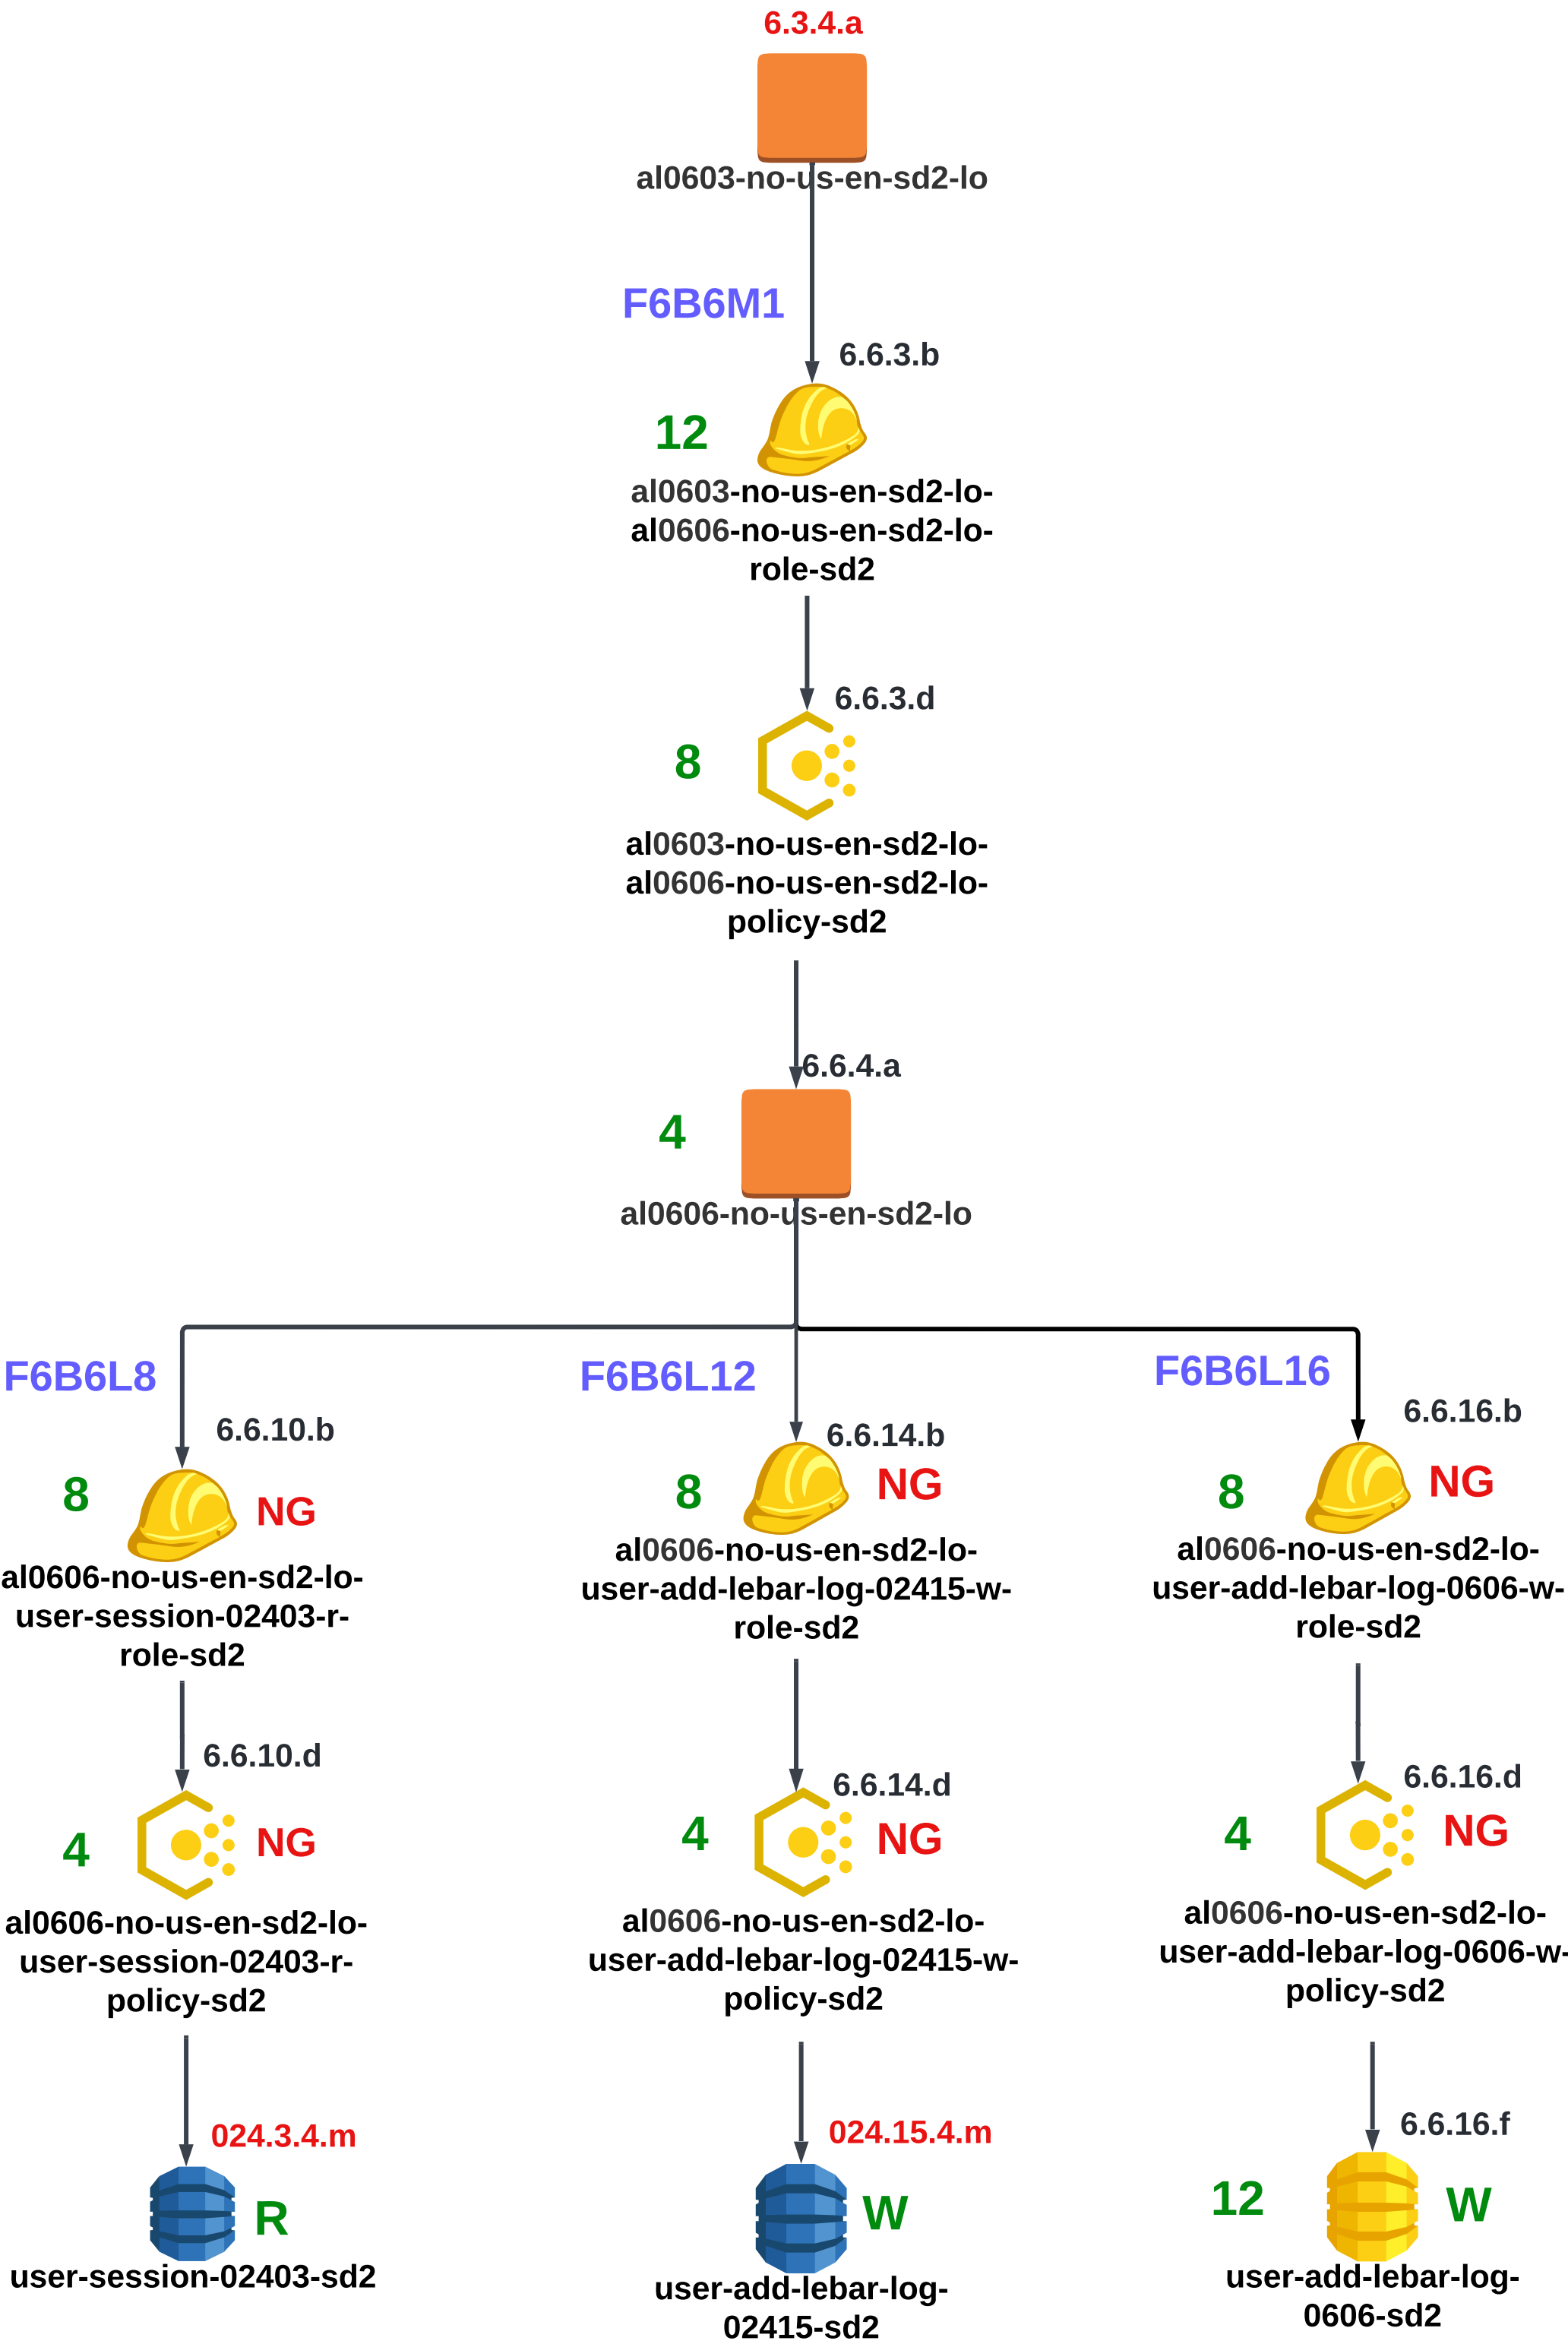 6.3.4.a
al0603-no-us-en-sd2-lo
F6B6M1
6.6.3.b
12
al0603-no-us-en-sd2-lo-
al0606-no-us-en-sd2-lo-
role-sd2
6.6.3.d
8
al0603-no-us-en-sd2-lo-
al0606-no-us-en-sd2-lo-
policy-sd2
6.6.4.a
4
al0606-no-us-en-sd2-lo
F6B6L8
6.6.10.b
8
NG
al0606-no-us-en-sd2-lo-
user-session-02403-r-
role-sd2
6.6.10.d
4
NG
al0606-no-us-en-sd2-lo-
user-session-02403-r-
policy-sd2
024.3.4.m
R
user-session-02403-sd2
F6B6L12
6.6.14.b
8
NG
al0606-no-us-en-sd2-lo-
user-add-lebar-log-02415-w-
role-sd2
6.6.14.d
4
NG
al0606-no-us-en-sd2-lo-
user-add-lebar-log-02415-w-
policy-sd2
024.15.4.m
W
user-add-lebar-log-
02415-sd2
F6B6L16
6.6.16.b
8
NG
al0606-no-us-en-sd2-lo-
user-add-lebar-log-0606-w-
role-sd2
6.6.16.d
4
NG
al0606-no-us-en-sd2-lo-
user-add-lebar-log-0606-w-
policy-sd2
6.6.16.f
12
W
user-add-lebar-log-
0606-sd2